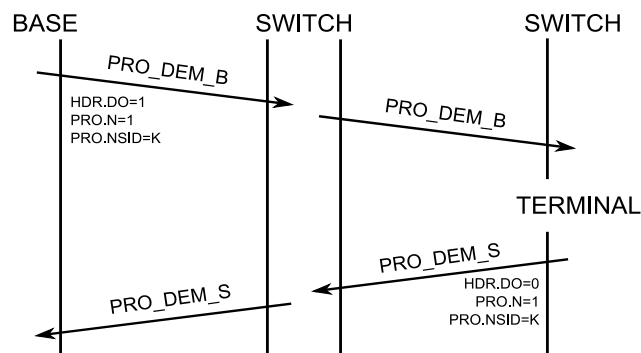 BASE SWITCH SWITCH
PRO_DEM_B
HDR.DO=1
PRO.N=1
PRO.NSID=K
PRO_DEM_B
TERMINAL
PRO_DEM_S
HDR.DO=0
PRO.N=1
PRO.NSID=K
PRO_DEM_S